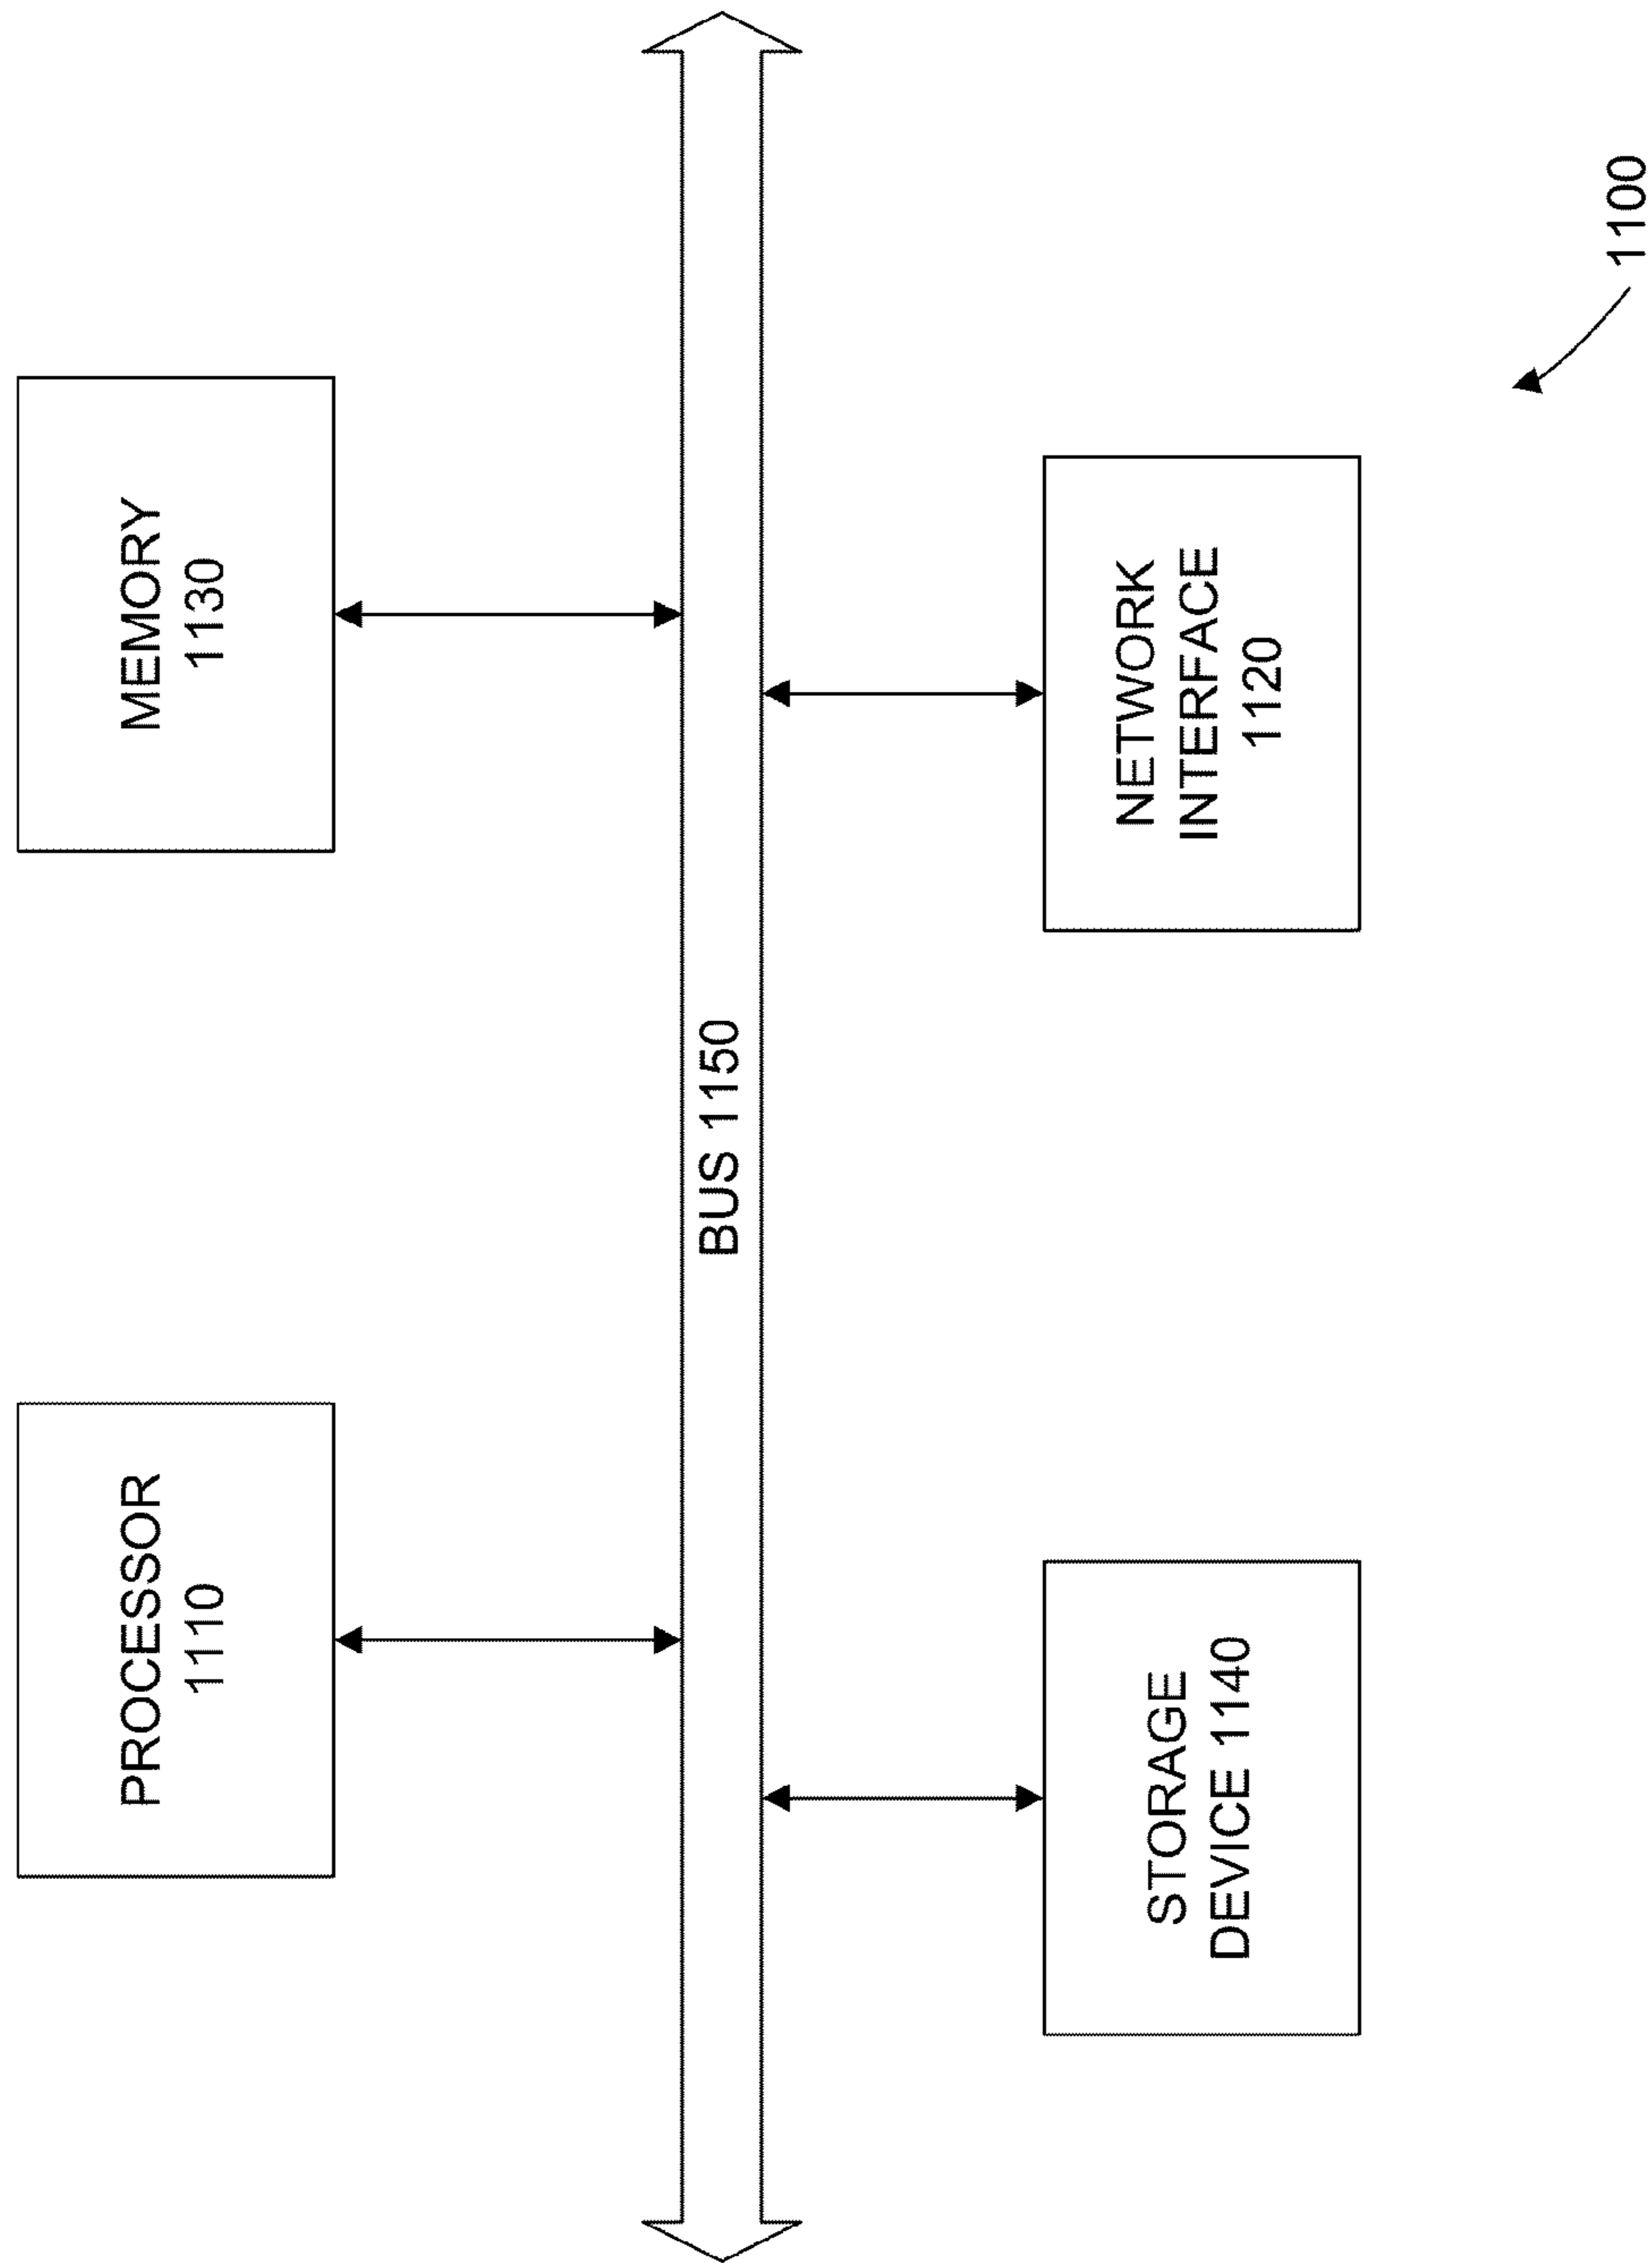 PROCESSOR
1110
MEMORY
1130
BUS 1150
STORAGE
DEVICE 1140
NETWORK
INTERFACE
1120
1100